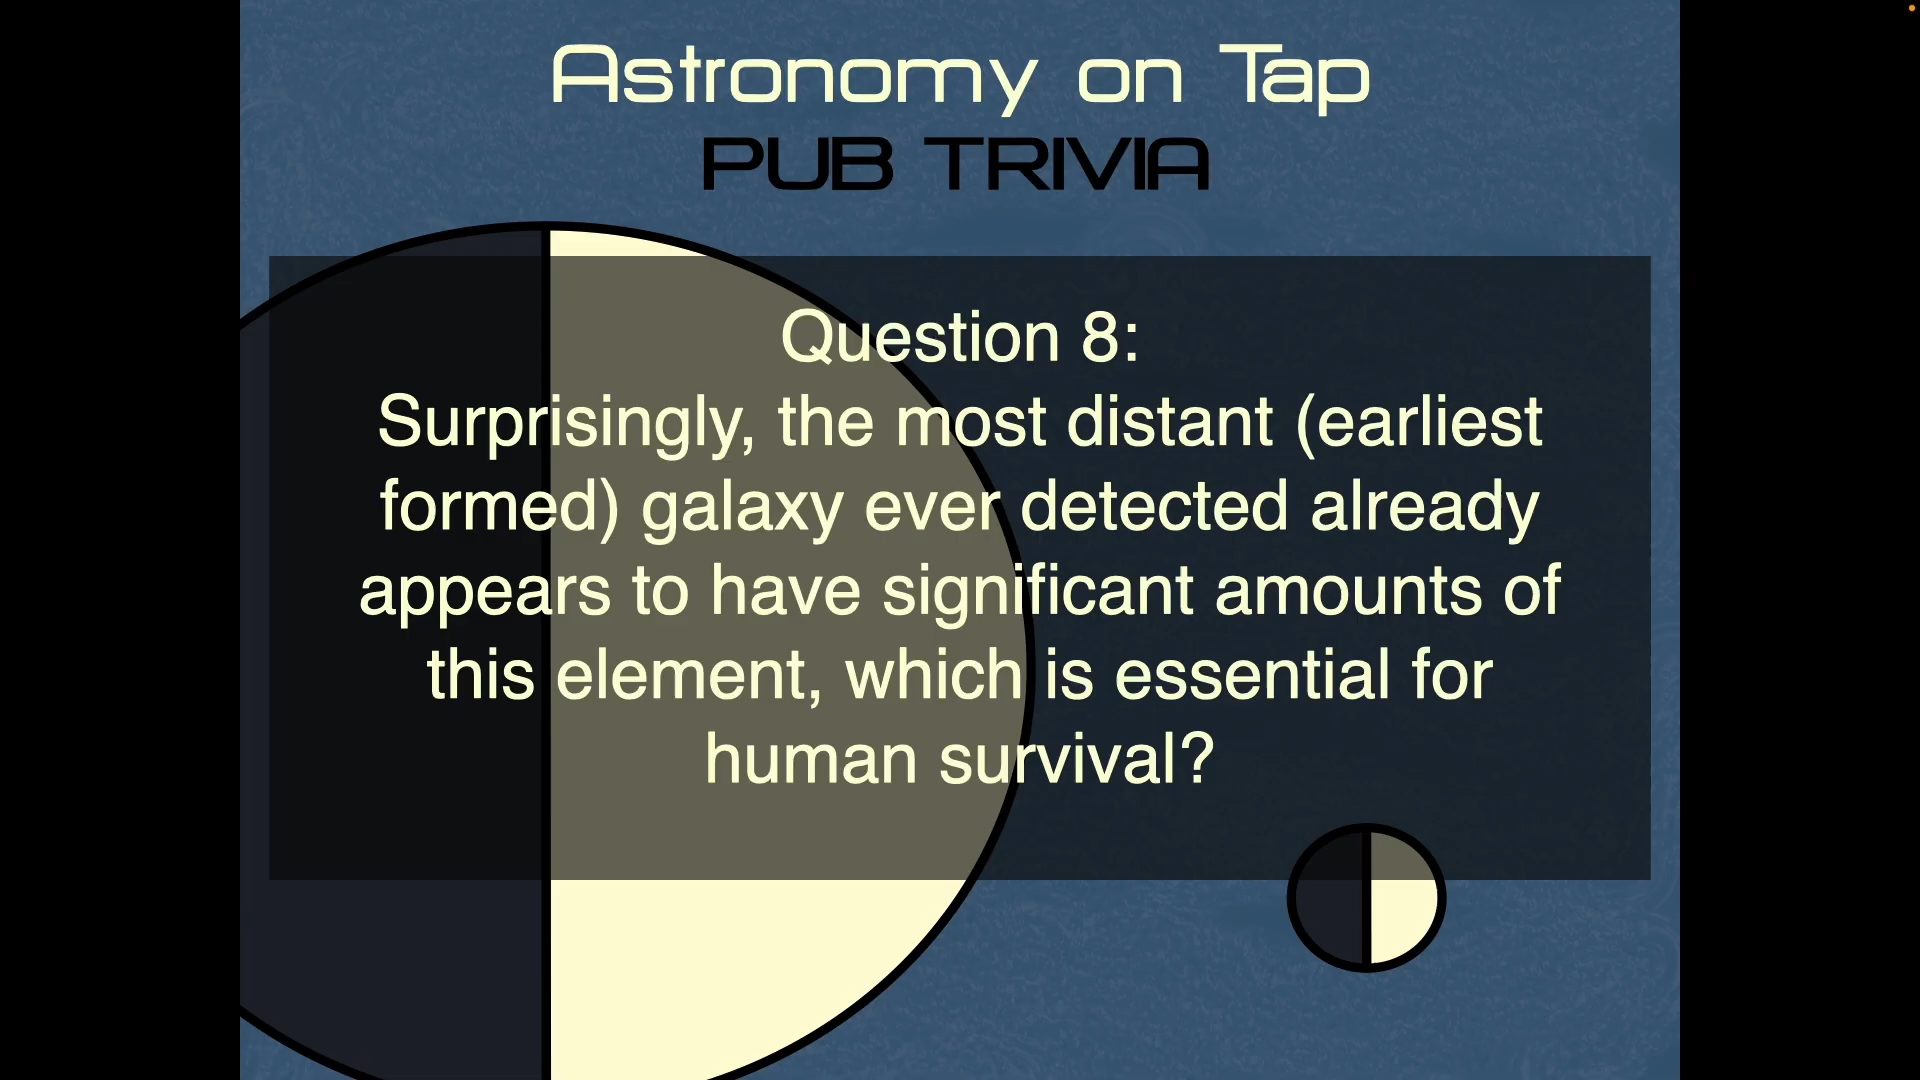 Astronomy on Tap
PUB TRIVIA
Question 8:
Surprisingly, the most distant (earliest
formed) galaxy ever detected already
appears to have significant amounts of
this element, which is essential for
human survival?